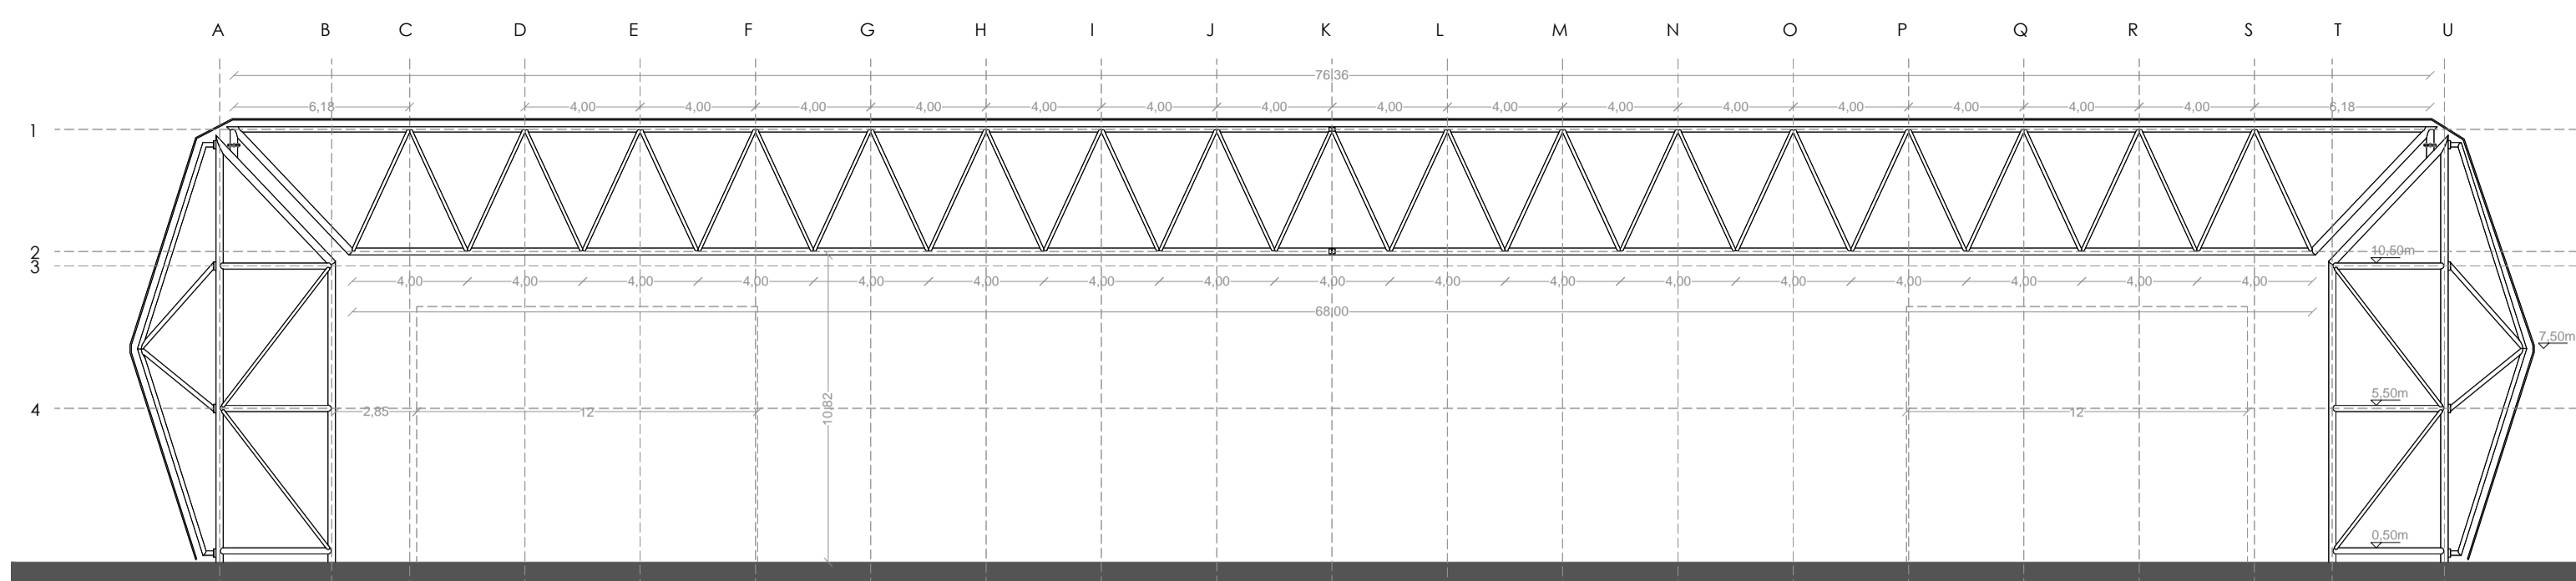 A B C D E F G H I J K L M N O P Q R S T U
76,36
6,18 4,00 4,00 4,00 4,00 4,00 4,00 4,00 4,00 4,00 4,00 4,00 4,00 4,00 4,00 4,00 6,18
1
2 10,50m
3
4,00 4,00 4,00 4,00 4,00 4,00 4,00 4,00 4,00 4,00 4,00 4,00 4,00 4,00 4,00 4,00 4,00
68,00
7,50m
5,50m
4 2,85 12 10,82 12
0,50m